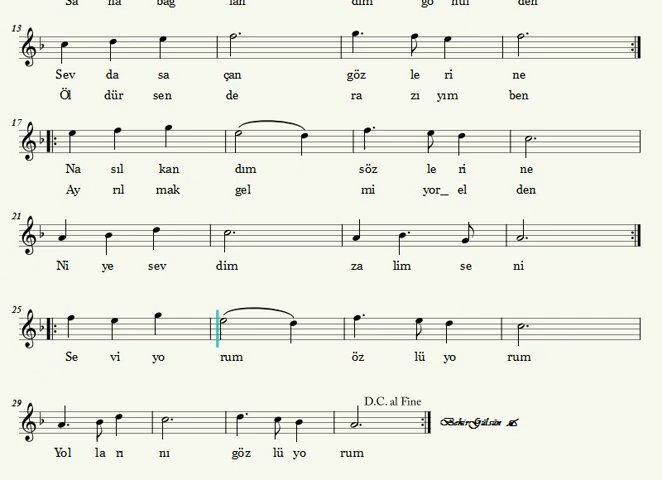 Sa na bağ lan dım gö nül den
13
Sev da sa çan göz le ri ne
Öl dür sen de ra zı yım ben
17
Na sıl kan dım söz le ri ne
Ay rıl mak gel mi yor_ el den
21
Ni ye sev dim za lim se ni
25
Se vi yo rum öz lü yo rum
29
D.C. al Fine
Bekir Gülsün
Yol la rı nı göz lü yo rum